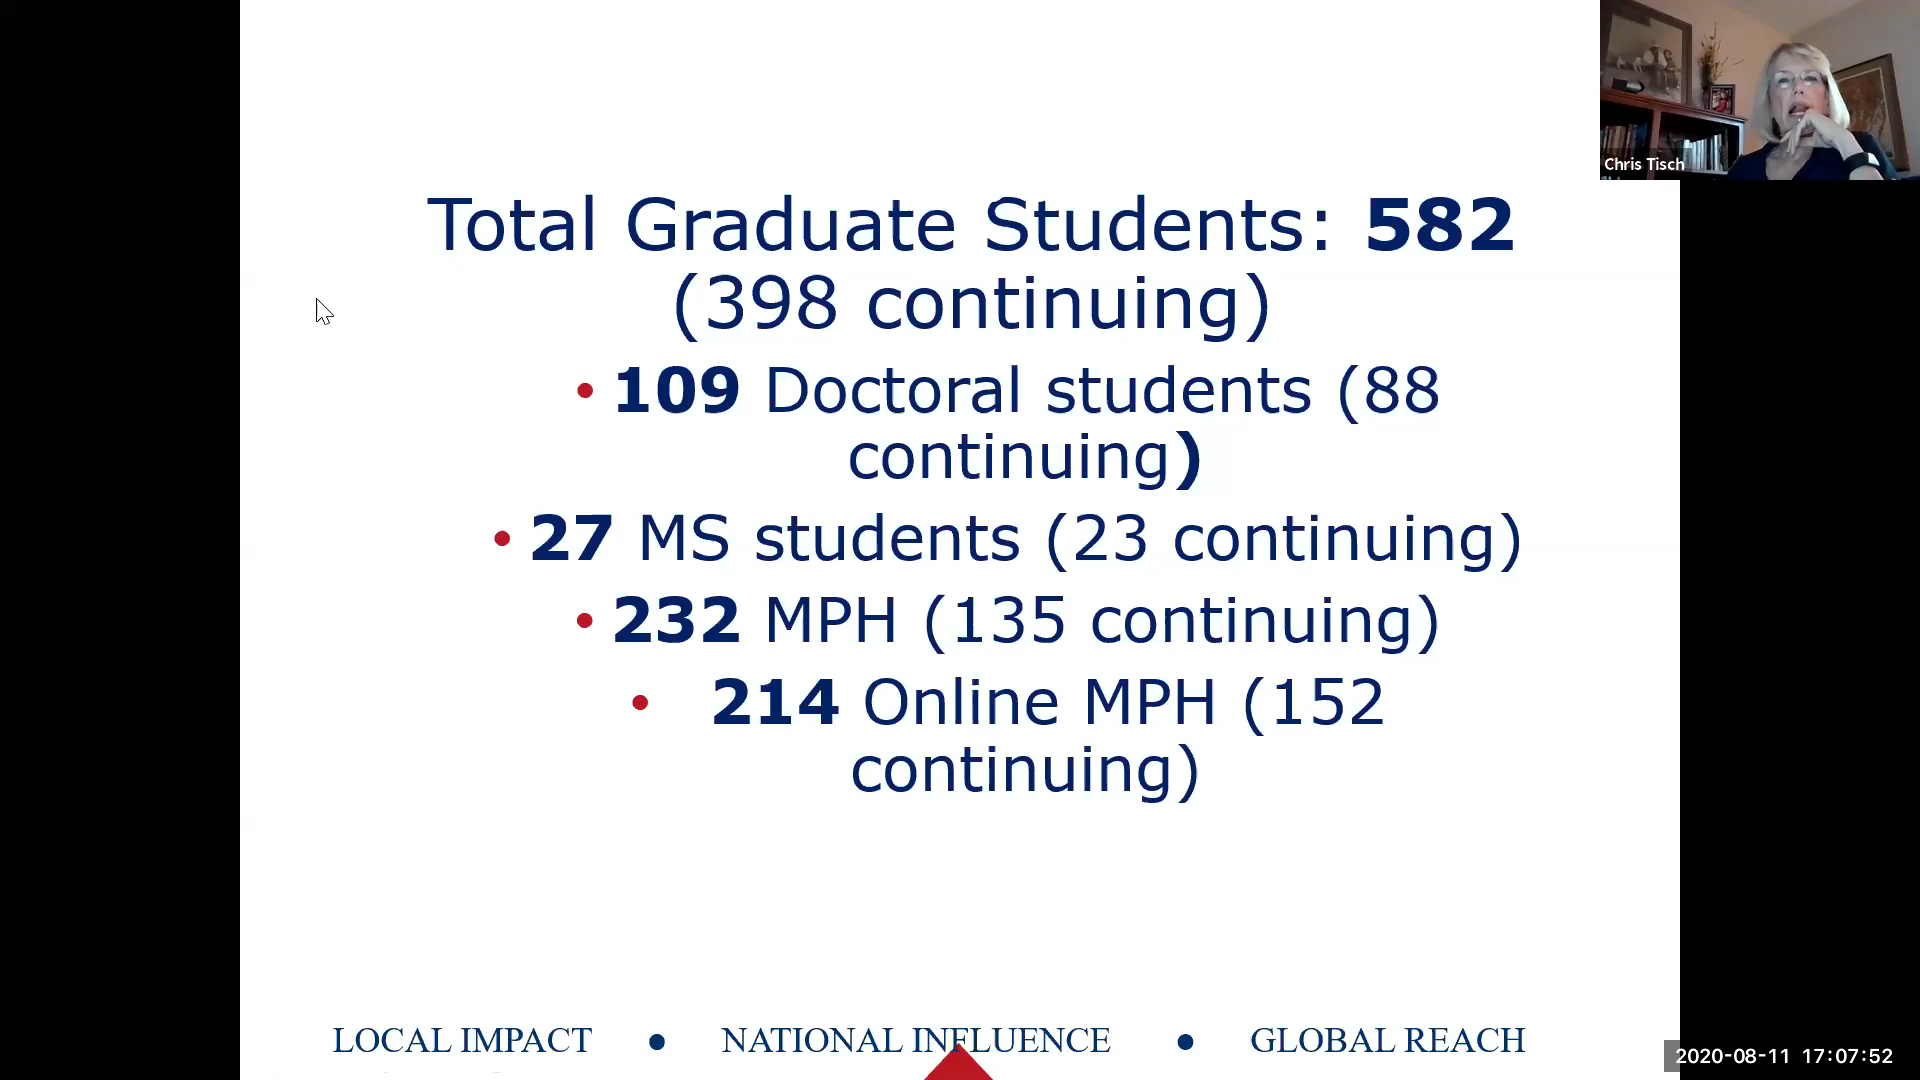 Chris Tisch
Total Graduate Students: 582
(398 continuing)
• 109 Doctoral students (88
continuing)
• 27 MS students (23 continuing)
• 232 MPH (135 continuing)
• 214 Online MPH (152
continuing)
LOCAL IMPACT • NATIONAL INFLUENCE • GLOBAL REACH
2020-08-11 17:07:52